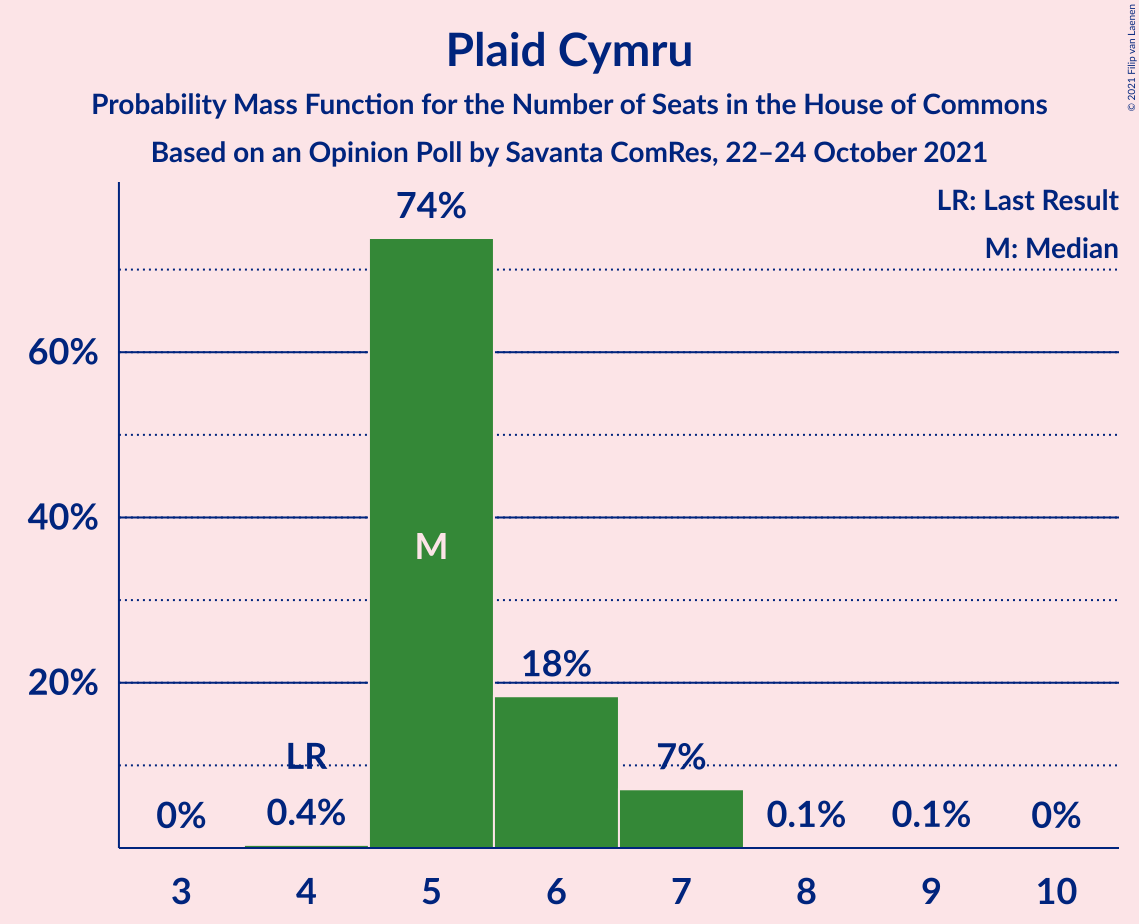 Plaid Cymru
Probability Mass Function for the Number of Seats in the House of Commons
Based on an Opinion Poll by Savanta ComRes, 22–24 October 2021
© 2021 Filip van Laenen
LR: Last Result
M: Median
74%
60%
40%
M
18%
20%
LR
7%
0%
0.4%
0.1%
0.1%
0%
3 4 5 6 7 8 9 10